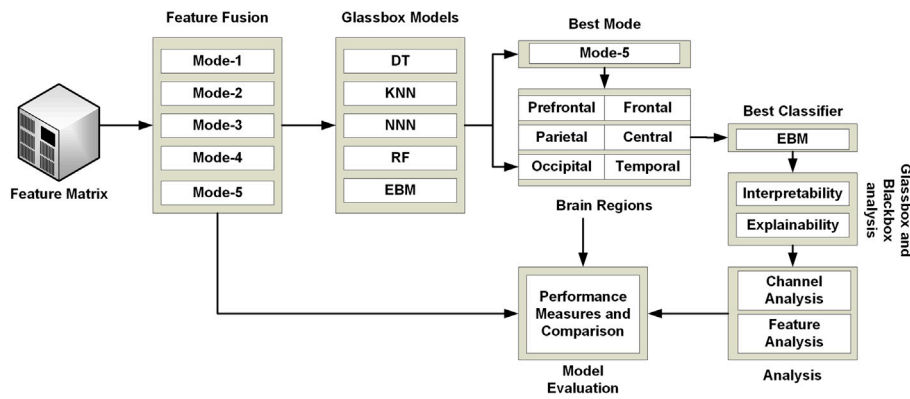 Feature Fusion
Glassbox Models
Best Mode
Mode-1
Mode-2
Mode-3
Mode-4
Mode-5
DT
KNN
NNN
RF
EBM
Mode-5
Prefrontal
Frontal
Parietal
Central
Occipital
Temporal
Brain Regions
Best Classifier
EBM
Interpretability
Explainability
Glassbox and
Blackbox
analysis
Feature Matrix
Performance
Measures and
Comparison
Model
Evaluation
Channel
Analysis
Feature
Analysis
Analysis